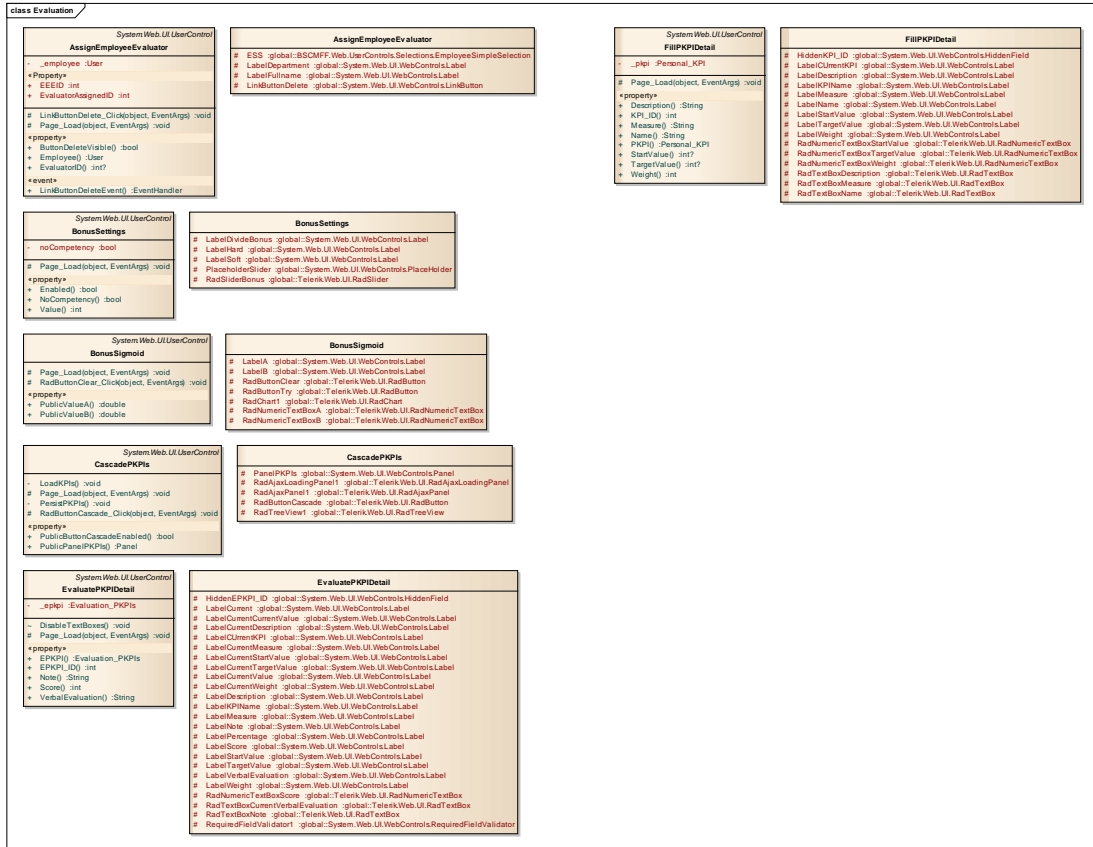 class Evaluation
System.Web.UI.UserControl
AssignEmployeeEvaluator
- _employee :User
«Property»
+ EEEID :int
+ EvaluatorAssignedID :int
# LinkButtonDelete_Click(object, EventArgs) :void
# Page_Load(object, EventArgs) :void
«property»
+ ButtonDeleteVisible() :bool
+ Employee() :User
+ EvaluatorID() :int?
«event»
+ LinkButtonDeleteEvent() :EventHandler
AssignEmployeeEvaluator
# ESS :global::BSCMFF.Web.UserControls.Selections.EmployeeSimpleSelection
# LabelDepartment :global::System.Web.UI.WebControls.Label
# LabelFullname :global::System.Web.UI.WebControls.Label
# LinkButtonDelete :global::System.Web.UI.WebControls.LinkButton
System.Web.UI.UserControl
FillPKPIDetail
- _pkpi :Personal_KPI
# Page_Load(object, EventArgs) :void
«property»
+ Description() :String
+ KPI_ID() :int
+ Measure() :String
+ Name() :String
+ PKPI() :Personal_KPI
+ StartValue() :int?
+ TargetValue() :int?
+ Weight() :int
FillPKPIDetail
# HiddenKPI_ID :global::System.Web.UI.WebControls.HiddenField
# LabelCUrrentKPI :global::System.Web.UI.WebControls.Label
# LabelDescription :global::System.Web.UI.WebControls.Label
# LabelKPIName :global::System.Web.UI.WebControls.Label
# LabelMeasure :global::System.Web.UI.WebControls.Label
# LabelName :global::System.Web.UI.WebControls.Label
# LabelStartValue :global::System.Web.UI.WebControls.Label
# LabelTargetValue :global::System.Web.UI.WebControls.Label
# LabelWeight :global::System.Web.UI.WebControls.Label
# RadNumericTextBoxStartValue :global::Telerik.Web.UI.RadNumericTextBox
# RadNumericTextBoxTargetValue :global::Telerik.Web.UI.RadNumericTextBox
# RadNumericTextBoxWeight :global::Telerik.Web.UI.RadNumericTextBox
# RadTextBoxDescription :global::Telerik.Web.UI.RadTextBox
# RadTextBoxMeasure :global::Telerik.Web.UI.RadTextBox
# RadTextBoxName :global::Telerik.Web.UI.RadTextBox
System.Web.UI.UserControl
BonusSettings
- noCompetency :bool
# Page_Load(object, EventArgs) :void
«property»
+ Enabled() :bool
+ NoCompetency() :bool
+ Value() :int
BonusSettings
# LabelDivideBonus :global::System.Web.UI.WebControls.Label
# LabelHard :global::System.Web.UI.WebControls.Label
# LabelSoft :global::System.Web.UI.WebControls.Label
# PlaceholderSlider :global::System.Web.UI.WebControls.PlaceHolder
# RadSliderBonus :global::Telerik.Web.UI.RadSlider
System.Web.UI.UserControl
BonusSigmoid
# Page_Load(object, EventArgs) :void
# RadButtonClear_Click(object, EventArgs) :void
«property»
+ PublicValueA() :double
+ PublicValueB() :double
BonusSigmoid
# LabelA :global::System.Web.UI.WebControls.Label
# LabelB :global::System.Web.UI.WebControls.Label
# RadButtonClear :global::Telerik.Web.UI.RadButton
# RadButtonTry :global::Telerik.Web.UI.RadButton
# RadChart1 :global::Telerik.Web.UI.RadChart
# RadNumericTextBoxA :global::Telerik.Web.UI.RadNumericTextBox
# RadNumericTextBoxB :global::Telerik.Web.UI.RadNumericTextBox
System.Web.UI.UserControl
CascadePKPIs
- LoadKPIs() :void
# Page_Load(object, EventArgs) :void
- PersistPKPIs() :void
# RadButtonCascade_Click(object, EventArgs) :void
«property»
+ PublicButtonCascadeEnabled() :bool
+ PublicPanelPKPIs() :Panel
CascadePKPIs
# PanelPKPIs :global::System.Web.UI.WebControls.Panel
# RadAjaxLoadingPanel1 :global::Telerik.Web.UI.RadAjaxLoadingPanel
# RadAjaxPanel1 :global::Telerik.Web.UI.RadAjaxPanel
# RadButtonCascade :global::Telerik.Web.UI.RadButton
# RadTreeView1 :global::Telerik.Web.UI.RadTreeView
System.Web.UI.UserControl
EvaluatePKPIDetail
- _epkpi :Evaluation_PKPIs
~ DisableTextBoxes() :void
# Page_Load(object, EventArgs) :void
«property»
+ EPKPI() :Evaluation_PKPIs
+ EPKPI_ID() :int
+ Note() :String
+ Score() :int
+ VerbalEvaluation() :String
EvaluatePKPIDetail
# HiddenEPKPI_ID :global::System.Web.UI.WebControls.HiddenField
# LabelCurrent :global::System.Web.UI.WebControls.Label
# LabelCurrentCurrentValue :global::System.Web.UI.WebControls.Label
# LabelCurrentDescription :global::System.Web.UI.WebControls.Label
# LabelCUrrentKPI :global::System.Web.UI.WebControls.Label
# LabelCurrentMeasure :global::System.Web.UI.WebControls.Label
# LabelCurrentStartValue :global::System.Web.UI.WebControls.Label
# LabelCurrentTargetValue :global::System.Web.UI.WebControls.Label
# LabelCurrentValue :global::System.Web.UI.WebControls.Label
# LabelCurrentWeight :global::System.Web.UI.WebControls.Label
# LabelDescription :global::System.Web.UI.WebControls.Label
# LabelKPIName :global::System.Web.UI.WebControls.Label
# LabelMeasure :global::System.Web.UI.WebControls.Label
# LabelNote :global::System.Web.UI.WebControls.Label
# LabelPercentage :global::System.Web.UI.WebControls.Label
# LabelScore :global::System.Web.UI.WebControls.Label
# LabelStartValue :global::System.Web.UI.WebControls.Label
# LabelTargetValue :global::System.Web.UI.WebControls.Label
# LabelVerbalEvaluation :global::System.Web.UI.WebControls.Label
# LabelWeight :global::System.Web.UI.WebControls.Label
# RadNumericTextBoxScore :global::Telerik.Web.UI.RadNumericTextBox
# RadTextBoxCurrentVerbalEvaluation :global::Telerik.Web.UI.RadTextBox
# RadTextBoxNote :global::Telerik.Web.UI.RadTextBox
# RequiredFieldValidator1 :global::System.Web.UI.WebControls.RequiredFieldValidator